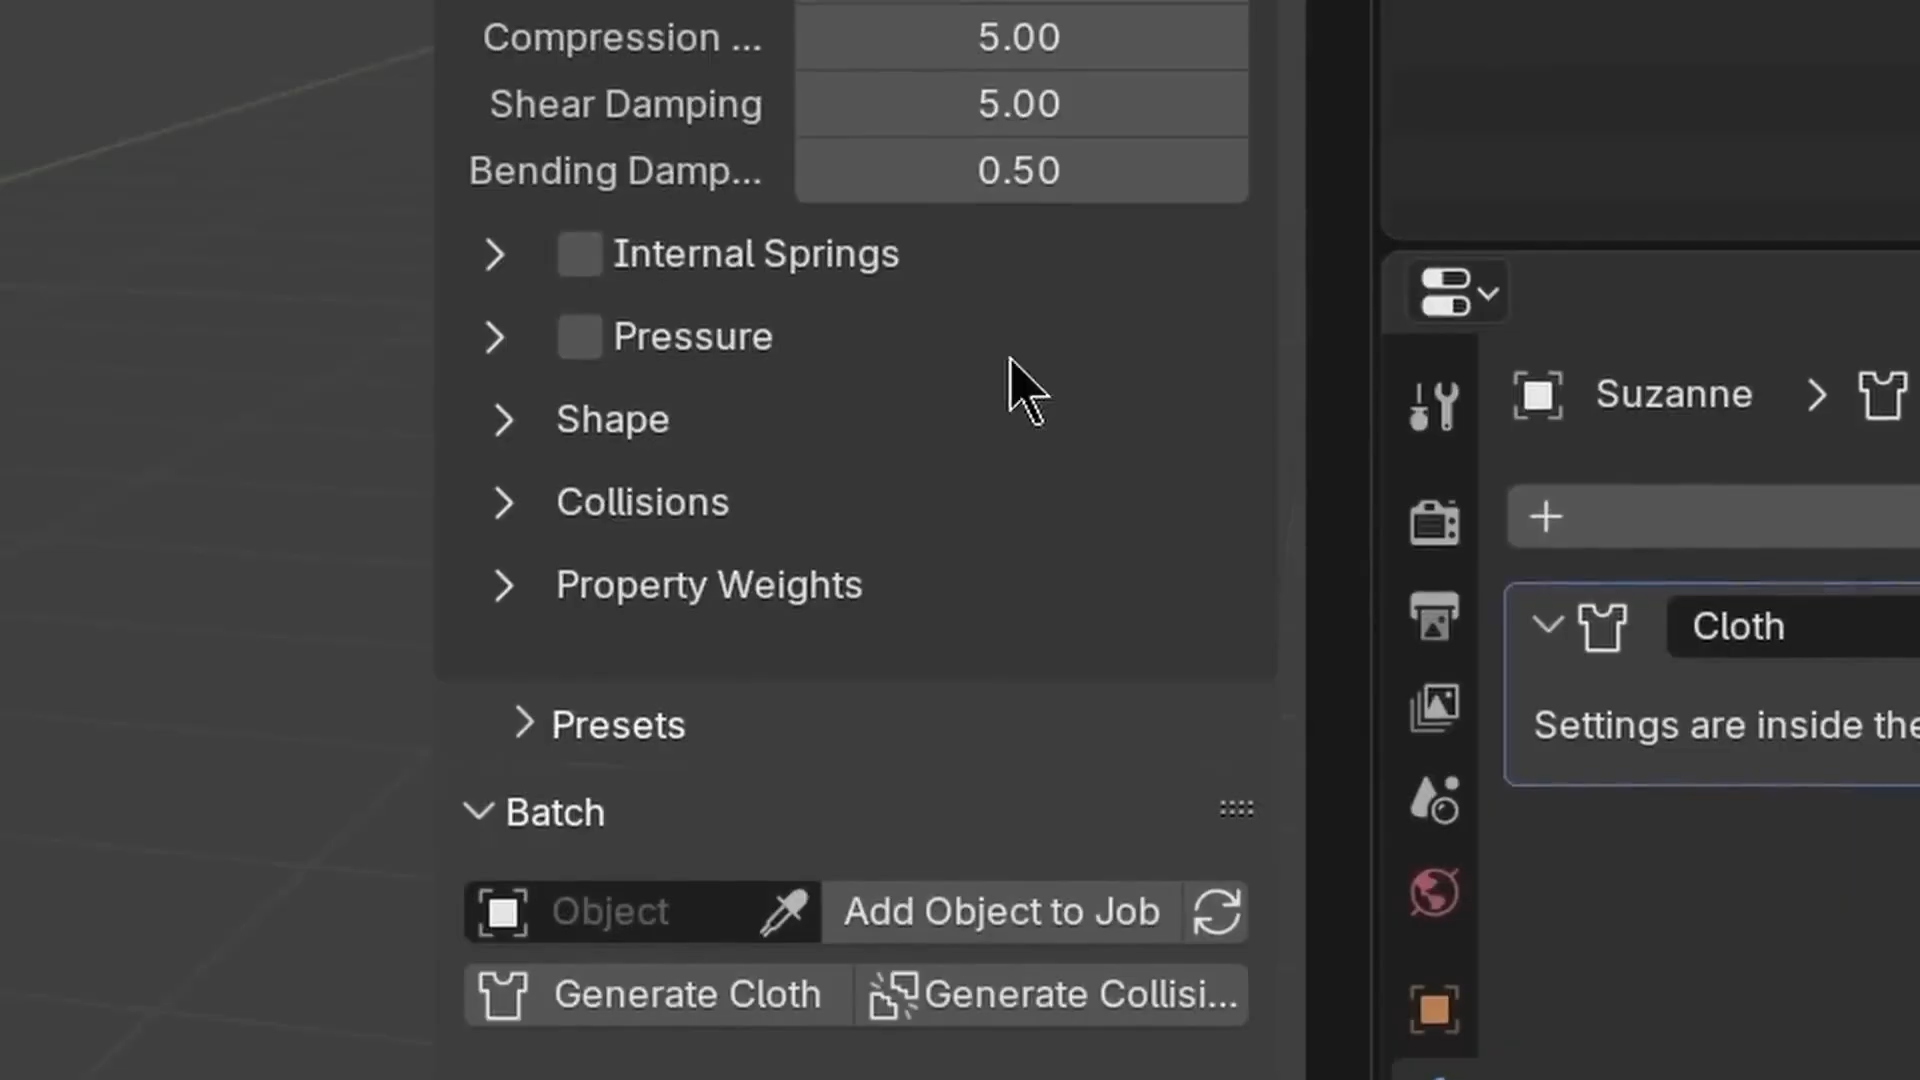 Compression ... 5.00
Shear Damping 5.00
Bending Damp... 0.50
Internal Springs
Pressure
Shape
Collisions
Property Weights
Presets
Batch
Object Add Object to Job
Generate Cloth Generate Collisi...
Suzanne
Cloth
Settings are inside the